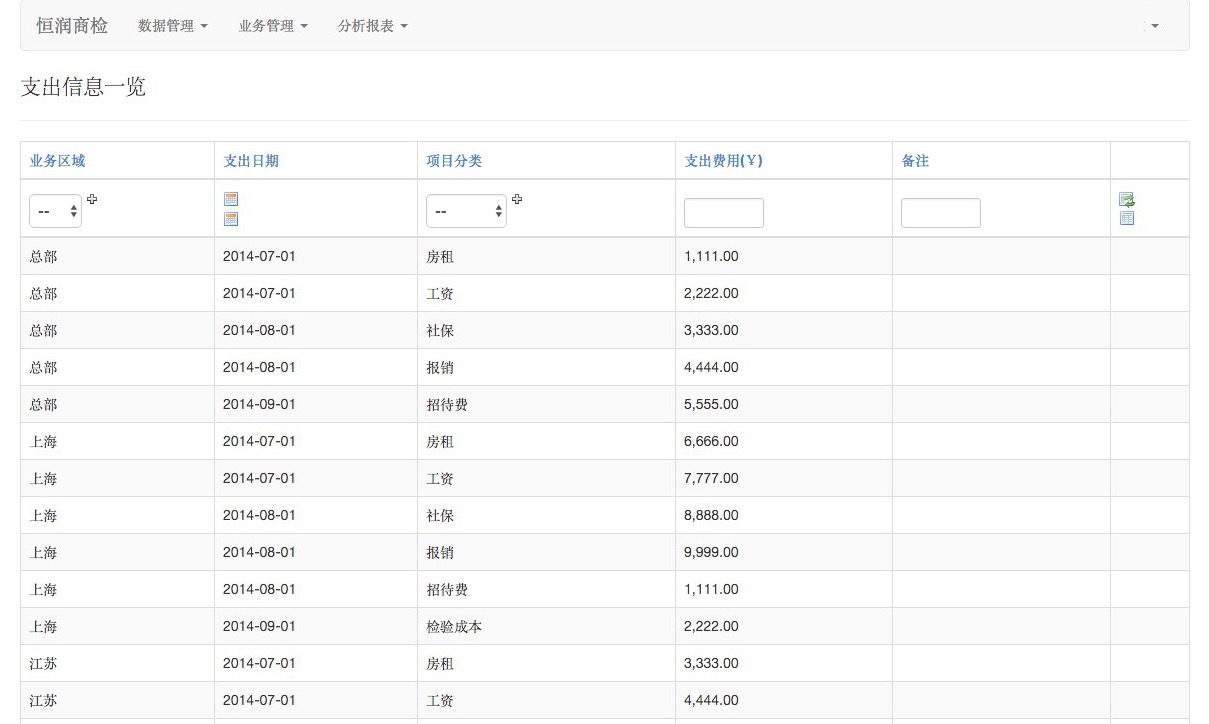 恒润商检 数据管理 业务管理 分析报表
支出信息一览
业务区域 支出日期 项目分类 支出费用(¥) 备注
-- --
总部 2014-07-01 房租 1,111.00
总部 2014-07-01 工资 2,222.00
总部 2014-08-01 社保 3,333.00
总部 2014-08-01 报销 4,444.00
总部 2014-09-01 招待费 5,555.00
上海 2014-07-01 房租 6,666.00
上海 2014-07-01 工资 7,777.00
上海 2014-08-01 社保 8,888.00
上海 2014-08-01 报销 9,999.00
上海 2014-08-01 招待费 1,111.00
上海 2014-09-01 检验成本 2,222.00
江苏 2014-07-01 房租 3,333.00
江苏 2014-07-01 工资 4,444.00